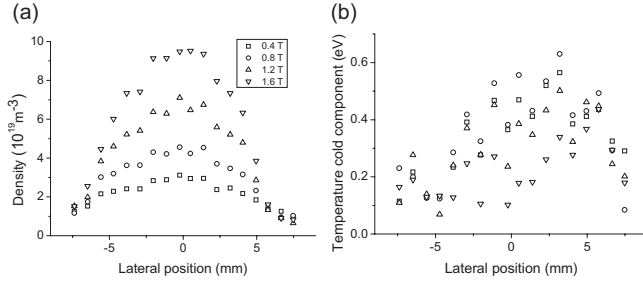 (a)
Density (10¹⁹m⁻³)
10
8
6
4
2
0
0.4 T
0.8 T
1.2 T
1.6 T
-5
0
5
Lateral position (mm)
(b)
Temperature cold component (eV)
0.6
0.4
0.2
0.0
-5
0
5
Lateral position (mm)